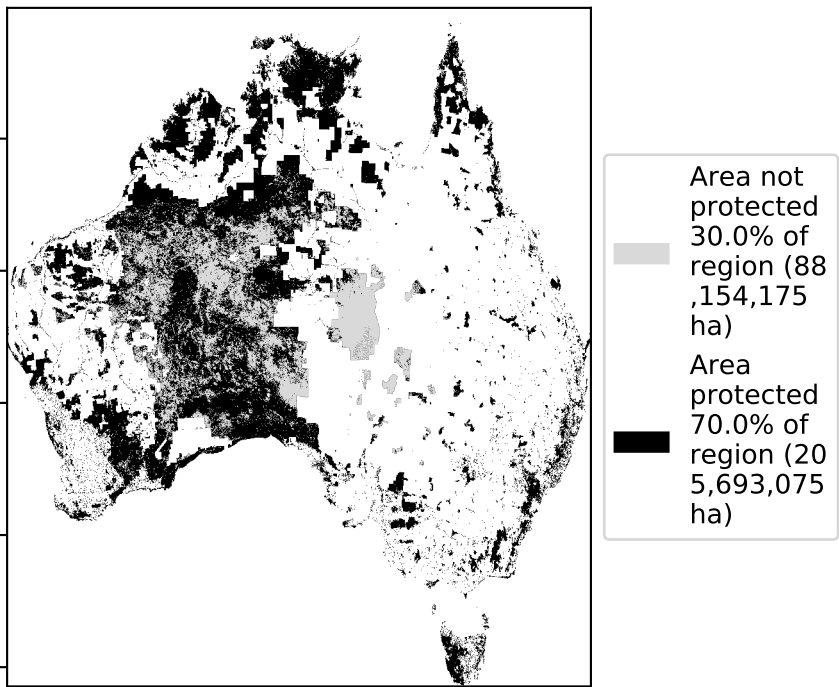 Area not
protected
30.0% of
region (88
,154,175
ha)
Area
protected
70.0% of
region (20
5,693,075
ha)